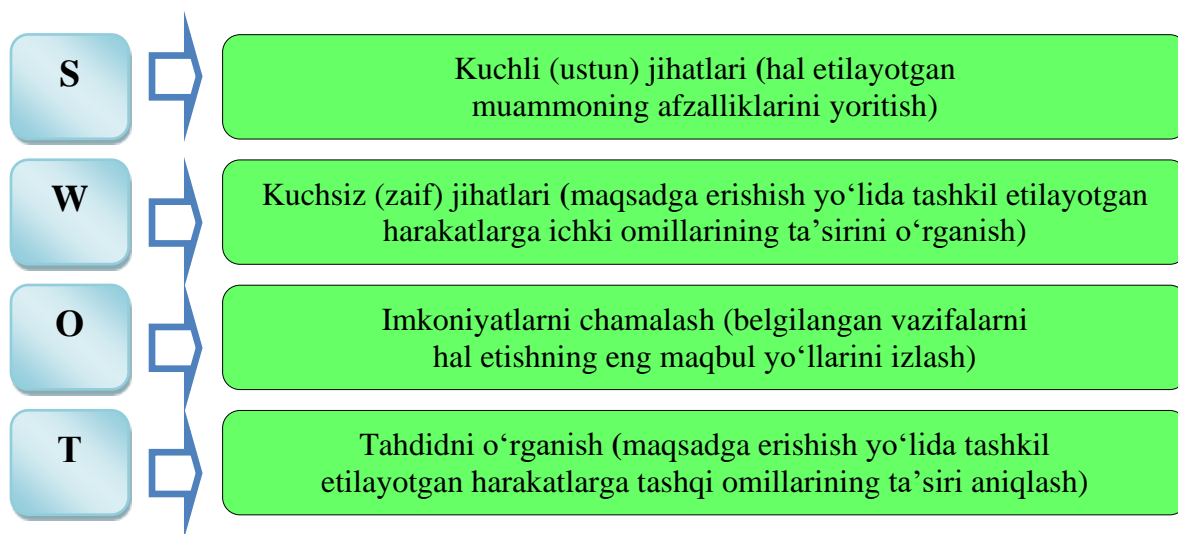 S
Kuchli (ustun) jihatlari (hal etilayotgan
muammoning afzalliklarini yoritish)
W
Kuchsiz (zaif) jihatlari (maqsadga erishish yo‘lida tashkil etilayotgan
harakatlarga ichki omillarining ta’sirini o‘rganish)
O
Imkoniyatlarni chamalash (belgilangan vazifalarni
hal etishning eng maqbul yo‘llarini izlash)
T
Tahdidni o‘rganish (maqsadga erishish yo‘lida tashkil
etilayotgan harakatlarga tashqi omillarining ta’siri aniqlash)